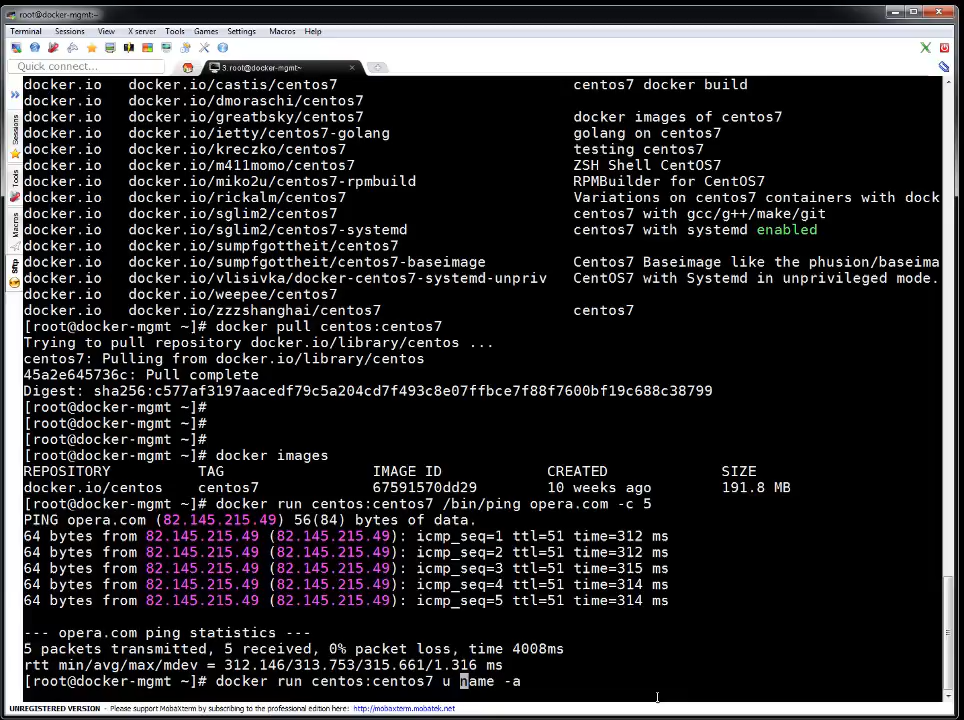 root@docker-mgmt:~
Terminal Sessions View X server Tools Games Settings Macros Help
Quick connect...
3. root@docker-mgmt:~
Sessions
Tools
Macros
Sftp
docker.io docker.io/castis/centos7 centos7 docker build
docker.io docker.io/dmoraschi/centos7
docker.io docker.io/greatbsky/centos7 docker images of centos7
docker.io docker.io/ietty/centos7-golang golang on centos7
docker.io docker.io/kreczko/centos7 testing centos7
docker.io docker.io/m411momo/centos7 ZSH Shell CentOS7
docker.io docker.io/miko2u/centos7-rpmbuild RPMBuilder for CentOS7
docker.io docker.io/rickalm/centos7 Variations on centos7 containers with dock
docker.io docker.io/sglim2/centos7 centos7 with gcc/g++/make/git
docker.io docker.io/sglim2/centos7-systemd centos7 with systemd enabled
docker.io docker.io/sumpfgottheit/centos7
docker.io docker.io/sumpfgottheit/centos7-baseimage Centos7 Baseimage like the phusion/baseima
docker.io docker.io/vlisivka/docker-centos7-systemd-unpriv CentOS7 with Systemd in unprivileged mode.
docker.io docker.io/weepee/centos7
docker.io docker.io/zzzshanghai/centos7 centos7
[root@docker-mgmt ~]# docker pull centos:centos7
Trying to pull repository docker.io/library/centos ...
centos7: Pulling from docker.io/library/centos
45a2e645736c: Pull complete
Digest: sha256:c577af3197aacedf79c5a204cd7f493c8e07ffbce7f88f7600bf19c688c38799
[root@docker-mgmt ~]#
[root@docker-mgmt ~]#
[root@docker-mgmt ~]#
[root@docker-mgmt ~]# docker images
REPOSITORY TAG IMAGE ID CREATED SIZE
docker.io/centos centos7 67591570dd29 10 weeks ago 191.8 MB
[root@docker-mgmt ~]# docker run centos:centos7 /bin/ping opera.com -c 5
PING opera.com (82.145.215.49) 56(84) bytes of data.
64 bytes from 82.145.215.49 (82.145.215.49): icmp_seq=1 ttl=51 time=312 ms
64 bytes from 82.145.215.49 (82.145.215.49): icmp_seq=2 ttl=51 time=312 ms
64 bytes from 82.145.215.49 (82.145.215.49): icmp_seq=3 ttl=51 time=315 ms
64 bytes from 82.145.215.49 (82.145.215.49): icmp_seq=4 ttl=51 time=314 ms
64 bytes from 82.145.215.49 (82.145.215.49): icmp_seq=5 ttl=51 time=314 ms
--- opera.com ping statistics ---
5 packets transmitted, 5 received, 0% packet loss, time 4008ms
rtt min/avg/max/mdev = 312.146/313.753/315.661/1.316 ms
[root@docker-mgmt ~]# docker run centos:centos7 u name -a
UNREGISTERED VERSION - Please support MobaXterm by subscribing to the professional edition here: http://mobaxterm.mobatek.net